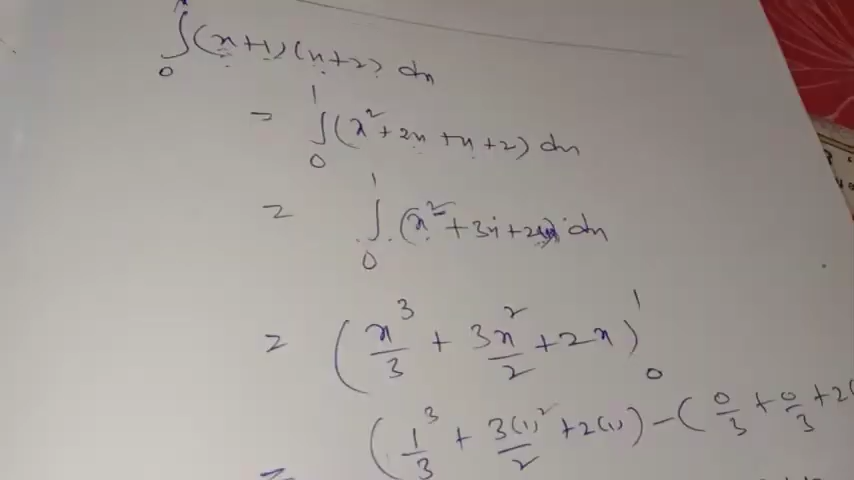 ∫₀¹ (x+1)(x+2) dx
= ∫₀¹ (x² + 2x + x + 2) dx
= ∫₀¹ (x² + 3x + 2) dx
= (x³/3 + 3x²/2 + 2x)₀¹
= (1³/3 + 3(1)²/2 + 2(1)) − (0/3 + 0/3 + 2(